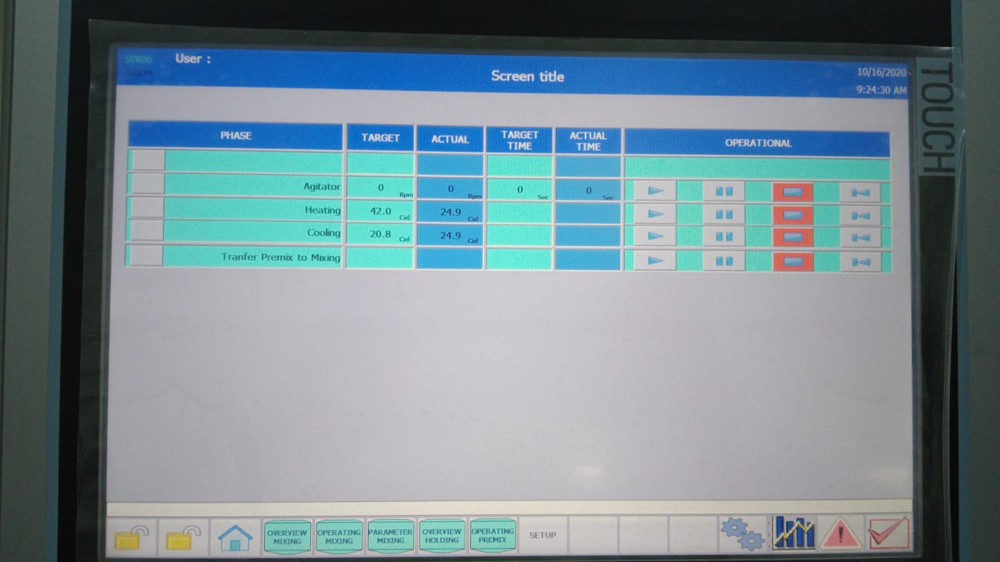 SIEMENS
User :
Screen title
10/16/2020
9:24:30 AM
TOUCH
PHASE TARGET ACTUAL TARGET TIME ACTUAL TIME OPERATIONAL
Agitator 0 Rpm 0 Rpm 0 Sec 0 Sec
Heating 42.0 Cel 24.9 Cel
Cooling 20.8 Cel 24.9 Cel
Tranfer Premix to Mixing
OVERVIEW MIXING
OPERATING MIXING
PARAMETER MIXING
OVERVIEW HOLDING
OPERATING PREMIX
SETUP